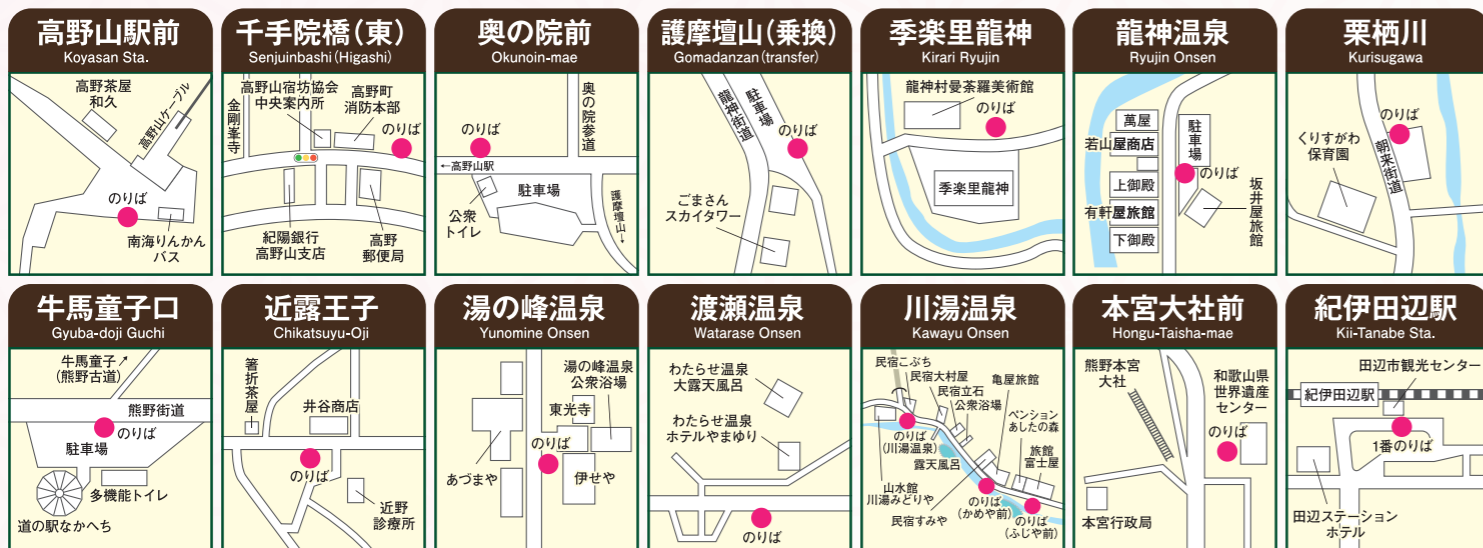 高野山駅前
Koyasan Sta.
高野茶屋
和久
高野山ケーブル
のりば
南海りんかん
バス
千手院橋(東)
Senjuinbashi(Higashi)
金剛峯寺
高野山宿坊協会
中央案内所
高野町
消防本部
のりば
紀陽銀行
高野山支店
高野
郵便局
奥の院前
Okunoin-mae
奥の院参道
のりば
←高野山駅
駐車場
公衆
トイレ
護摩壇山→
護摩壇山(乗換)
Gomadanzan(transfer)
龍神街道
駐車場
のりば
ごまさん
スカイタワー
季楽里龍神
Kirari Ryujin
龍神村曼荼羅美術館
のりば
季楽里龍神
龍神温泉
Ryujin Onsen
萬屋
若山屋商店
駐車場
のりば
上御殿
有軒屋旅館
下御殿
坂井屋旅館
栗栖川
Kurisugawa
のりば
くりすがわ
保育園
朝来街道
牛馬童子口
Gyuba-doji Guchi
牛馬童子↗
(熊野古道)
熊野街道
のりば
駐車場
多機能トイレ
道の駅なかへち
近露王子
Chikatsuyu-Oji
箸折茶屋
井谷商店
のりば
近野
診療所
湯の峰温泉
Yunomine Onsen
湯の峰温泉
公衆浴場
東光寺
のりば
あづまや
伊せや
渡瀬温泉
Watarase Onsen
わたらせ温泉
大露天風呂
わたらせ温泉
ホテルやまゆり
のりば
川湯温泉
Kawayu Onsen
民宿こぶち
民宿大村屋
民宿立石
公衆浴場
亀屋旅館
ペンション
あしたの森
旅館
富士屋
のりば
(川湯温泉)
露天風呂
山水館
川湯みどりや
民宿すみや
のりば
(かめや前)
のりば
(ふじや前)
本宮大社前
Hongu-Taisha-mae
熊野本宮
大社
和歌山県
世界遺産
センター
のりば
本宮行政局
紀伊田辺駅
Kii-Tanabe Sta.
田辺市観光センター
紀伊田辺駅
1番のりば
田辺ステーション
ホテル